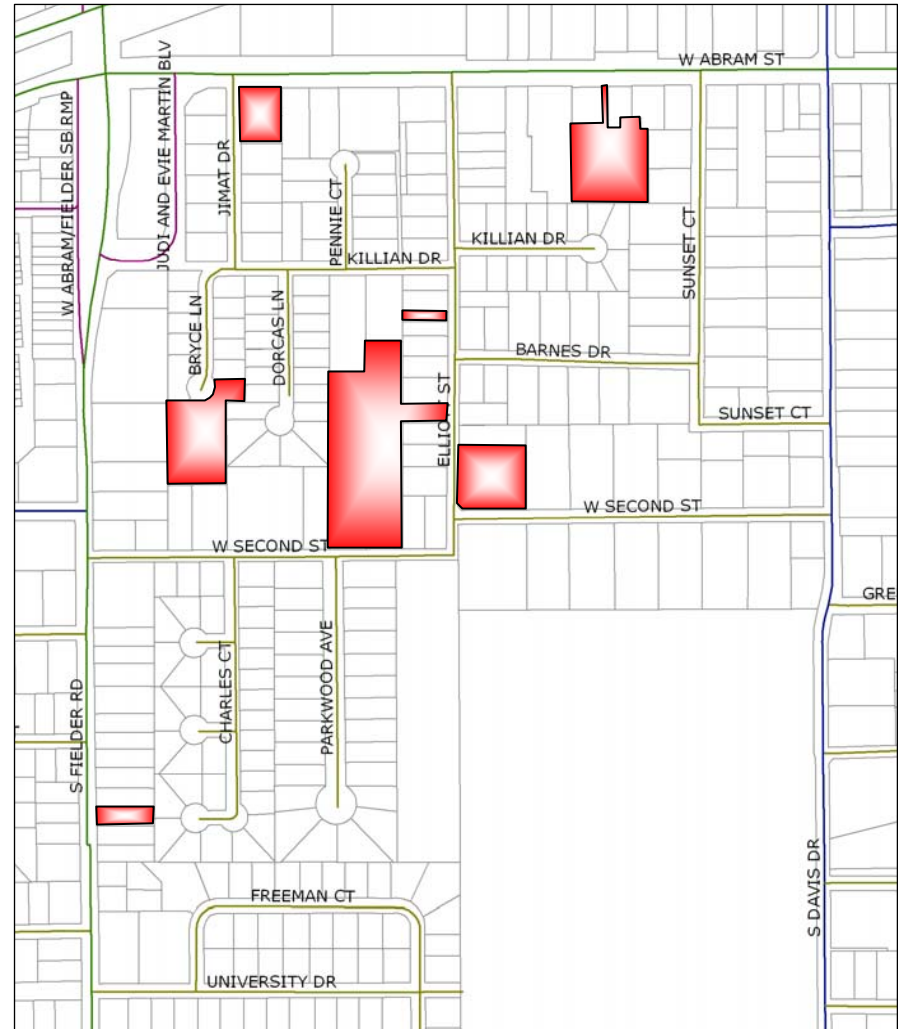 W ABRAM ST
W ABRAM/FIELDER SB RMP
JUDI AND EVIE MARTIN BLV
JIMAT DR
PENNIE CT
KILLIAN DR
KILLIAN DR
SUNSET CT
BRYCE LN
DORCAS LN
BARNES DR
ELLIOTT ST
SUNSET CT
W SECOND ST
W SECOND ST
GRE
CHARLES CT
PARKWOOD AVE
S FIELDER RD
S DAVIS DR
FREEMAN CT
UNIVERSITY DR